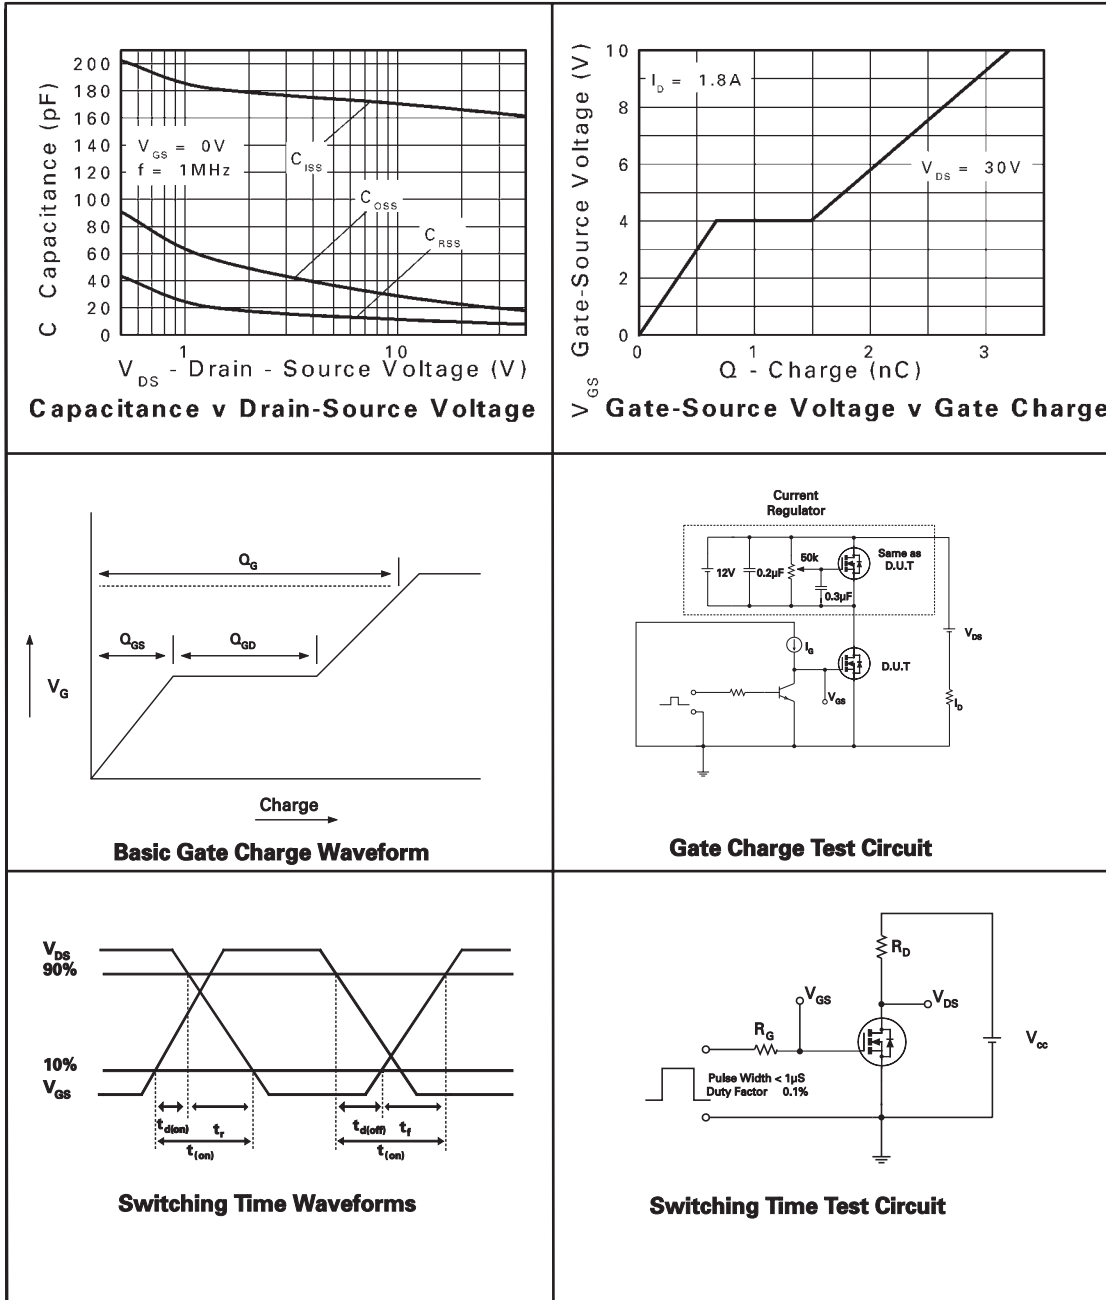 200
180
160
140
120
100
80
60
40
20
0
C Capacitance (pF)
VGS = 0V
f = 1MHz
CISS
COSS
CRSS
1
10
VDS - Drain - Source Voltage (V)
Capacitance v Drain-Source Voltage
10
8
6
4
2
0
VGS Gate-Source Voltage (V)
ID = 1.8A
VDS = 30V
0
1
2
3
Q - Charge (nC)
Gate-Source Voltage v Gate Charge
QG
QGS
QGD
VG
Charge
Basic Gate Charge Waveform
Current
Regulator
12V
0.2µF
50k
0.3µF
Same as
D.U.T
IG
VGS
D.U.T
VDS
ID
Gate Charge Test Circuit
VDS
90%
10%
VGS
td(on)
tr
t(on)
td(off)
tf
t(on)
Switching Time Waveforms
RD
VGS
VDS
RG
Vcc
Pulse Width < 1µS
Duty Factor 0.1%
Switching Time Test Circuit